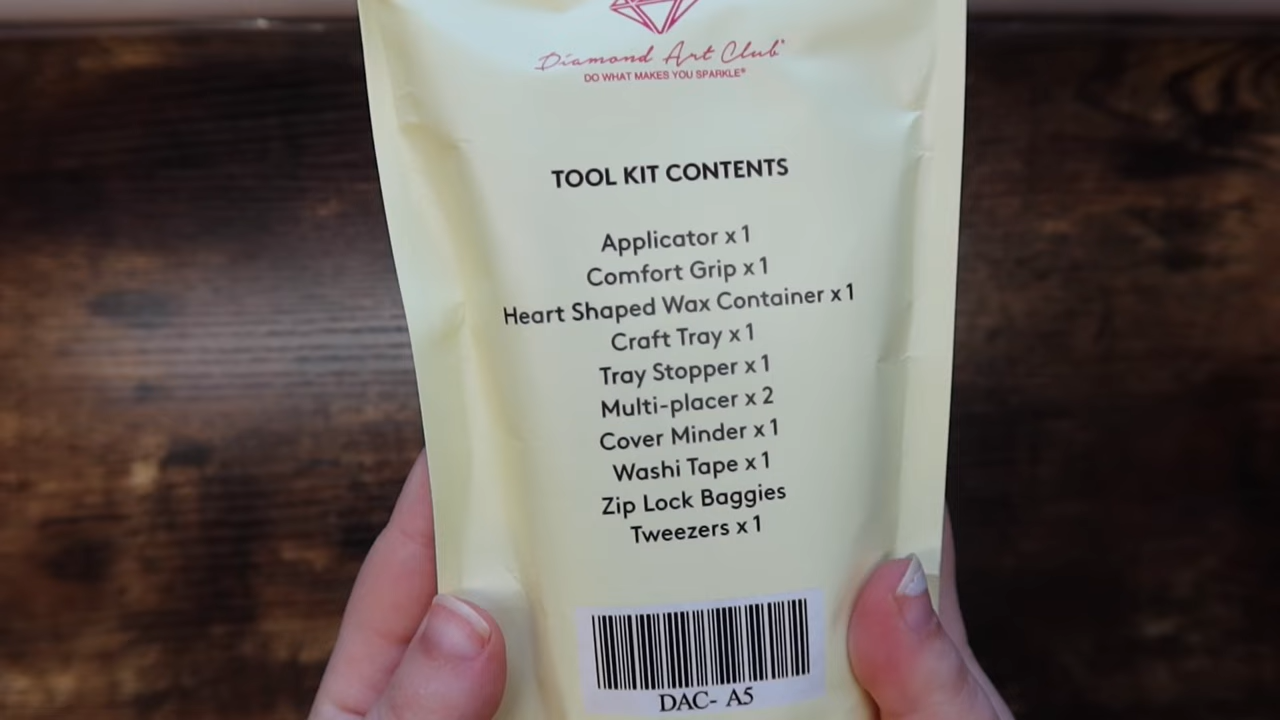 Diamond Art Club®
DO WHAT MAKES YOU SPARKLE®
TOOL KIT CONTENTS
Applicator x 1
Comfort Grip x 1
Heart Shaped Wax Container x 1
Craft Tray x 1
Tray Stopper x 1
Multi-placer x 2
Cover Minder x 1
Washi Tape x 1
Zip Lock Baggies
Tweezers x 1
DAC- A5